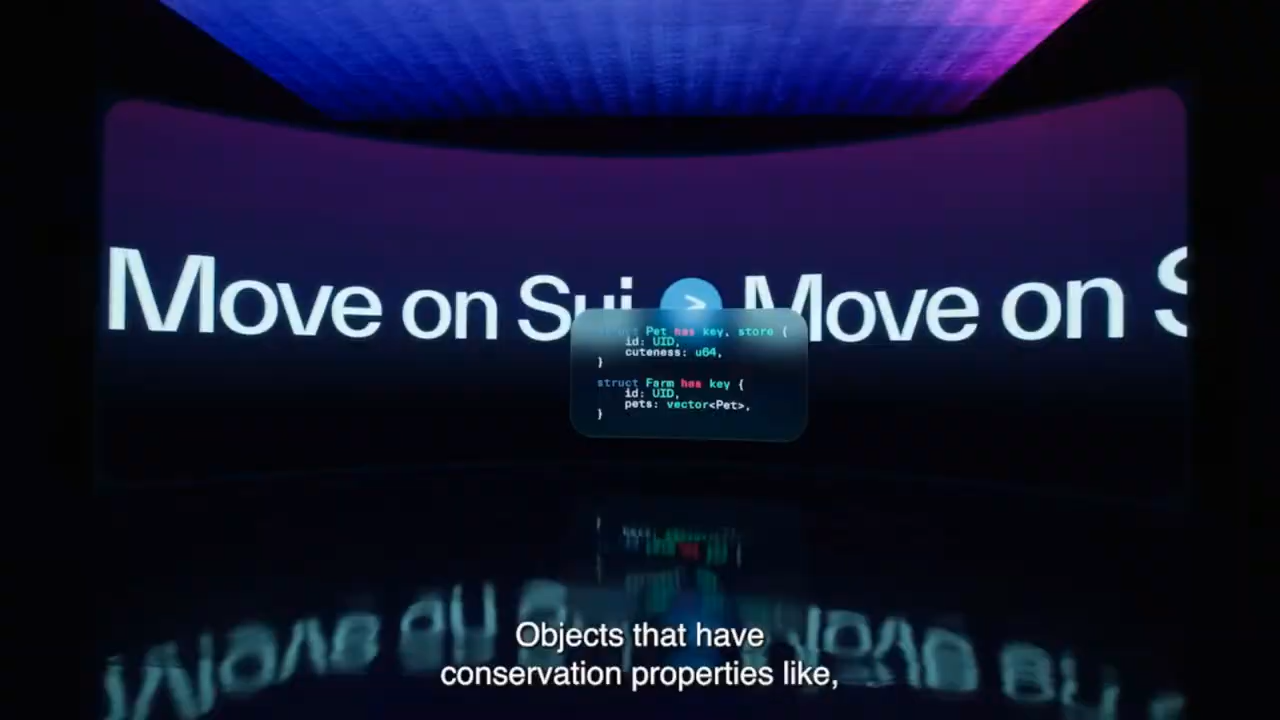 Move on Sui > Move on S
struct Pet has key, store {
id: UID,
cuteness: u64,
}
struct Farm has key {
id: UID,
pets: vector<Pet>,
}
Objects that have
conservation properties like,